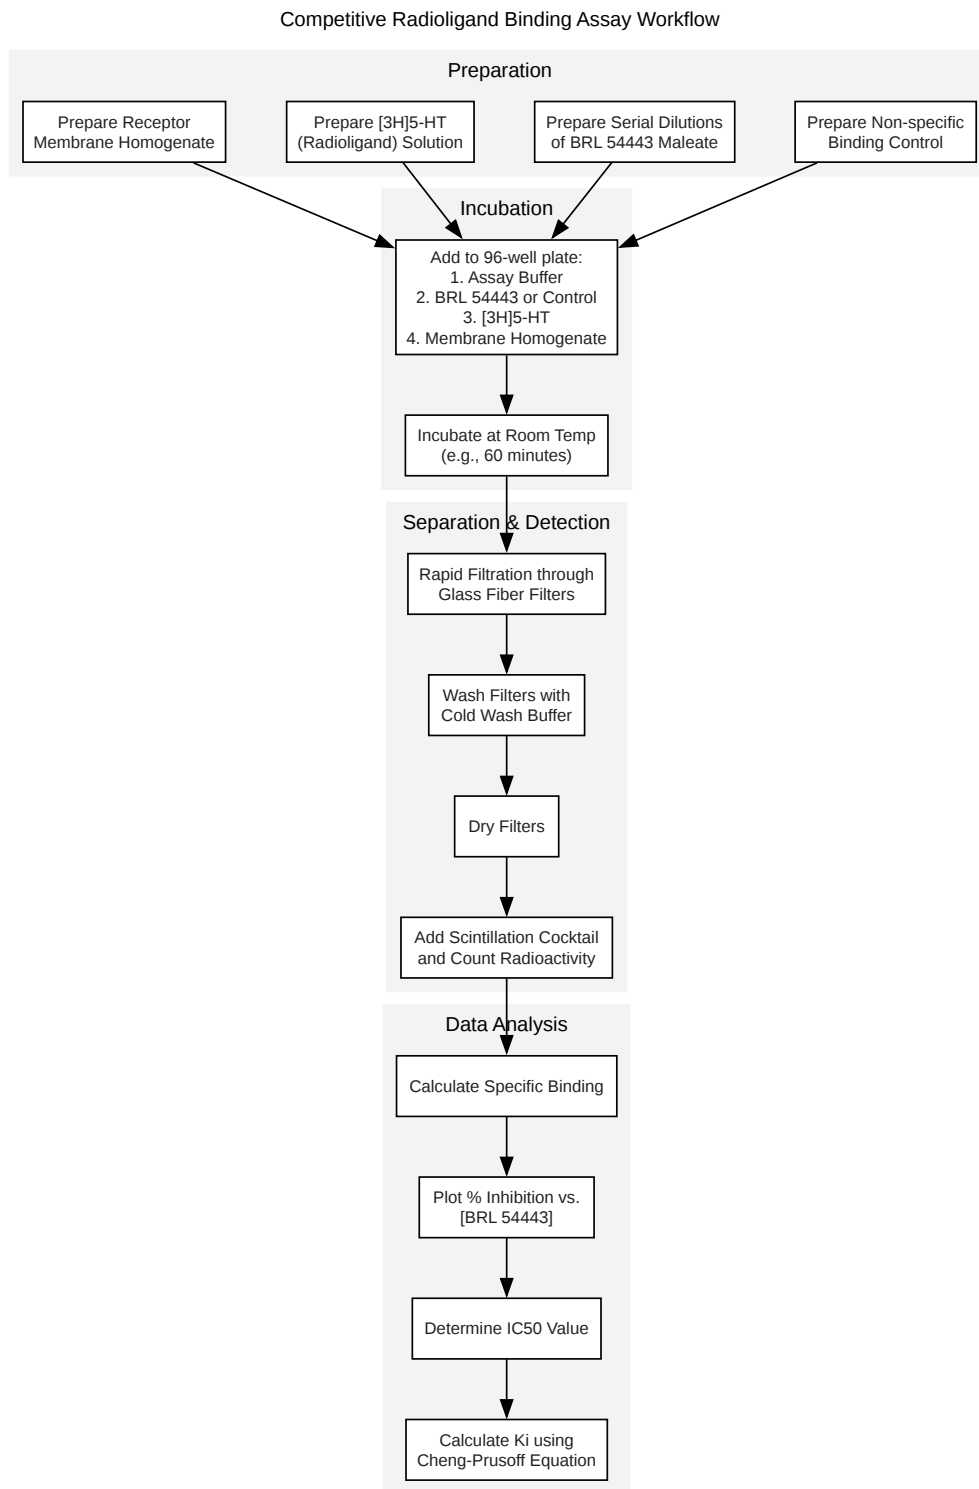 Competitive Radioligand Binding Assay Workflow
Preparation
Prepare Receptor
Membrane Homogenate
Prepare [3H]5-HT
(Radioligand) Solution
Prepare Serial Dilutions
of BRL 54443 Maleate
Prepare Non-specific
Binding Control
Incubation
Add to 96-well plate:
1. Assay Buffer
2. BRL 54443 or Control
3. [3H]5-HT
4. Membrane Homogenate
Incubate at Room Temp
(e.g., 60 minutes)
Separation & Detection
Rapid Filtration through
Glass Fiber Filters
Wash Filters with
Cold Wash Buffer
Dry Filters
Add Scintillation Cocktail
and Count Radioactivity
Data Analysis
Calculate Specific Binding
Plot % Inhibition vs.
[BRL 54443]
Determine IC50 Value
Calculate Ki using
Cheng-Prusoff Equation